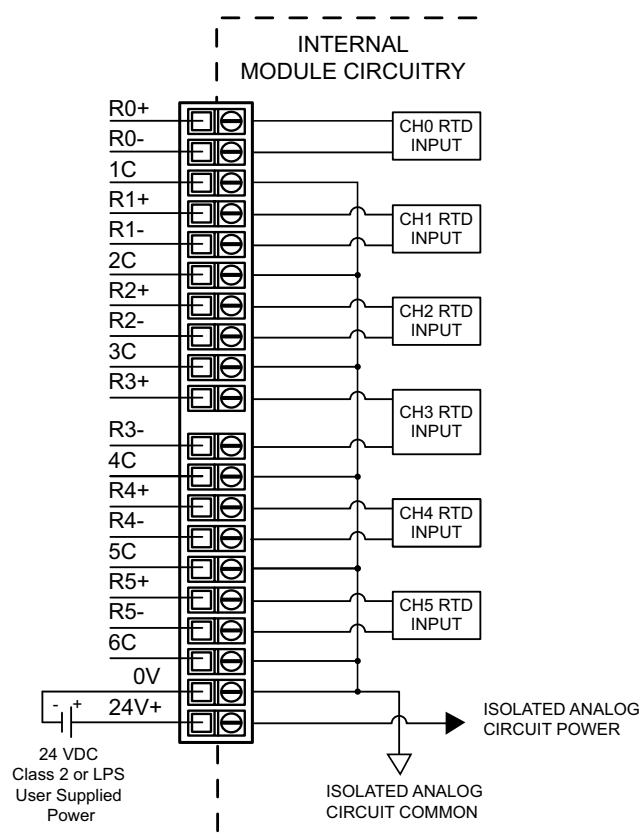 INTERNAL
MODULE CIRCUITRY
R0+
R0-
1C
R1+
R1-
2C
R2+
R2-
3C
R3+
R3-
4C
R4+
R4-
5C
R5+
R5-
6C
0V
24V+
CH0 RTD
INPUT
CH1 RTD
INPUT
CH2 RTD
INPUT
CH3 RTD
INPUT
CH4 RTD
INPUT
CH5 RTD
INPUT
- +
24 VDC
Class 2 or LPS
User Supplied
Power
ISOLATED ANALOG
CIRCUIT POWER
ISOLATED ANALOG
CIRCUIT COMMON